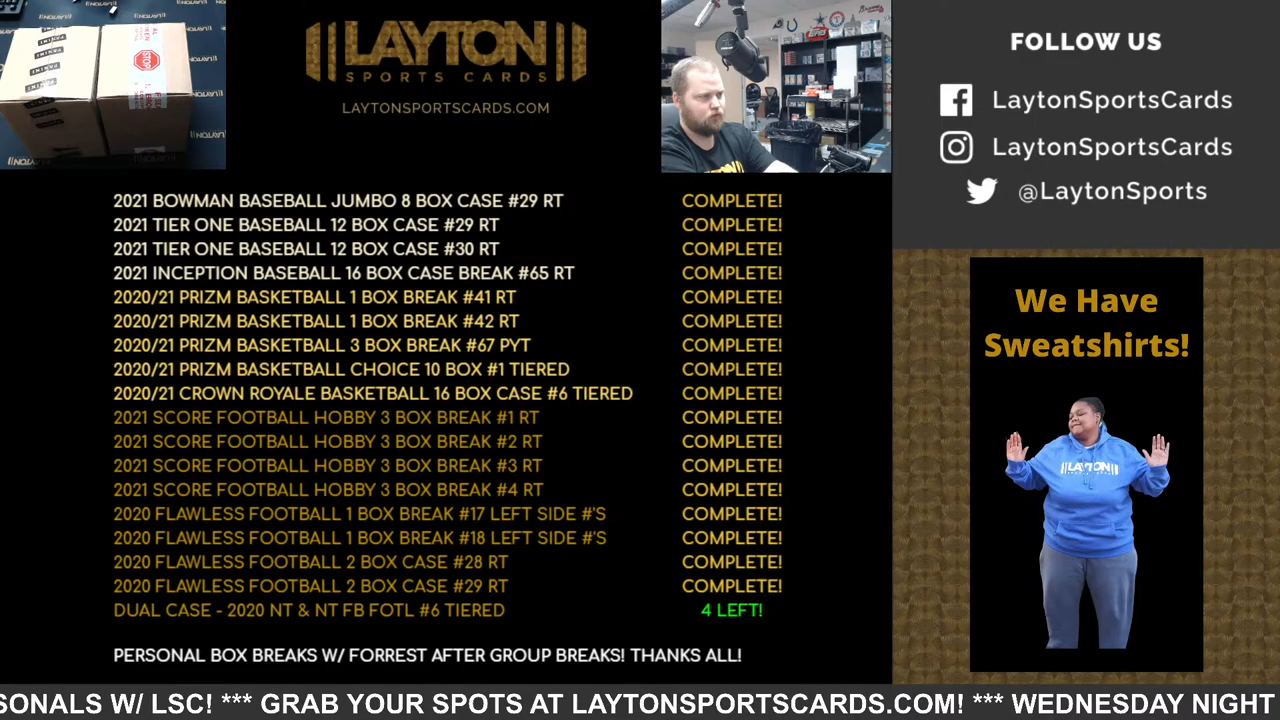 LAYTON
SPORTS CARDS
LAYTONSPORTSCARDS.COM
STOP
FOLLOW US
LaytonSportsCards
LaytonSportsCards
@LaytonSports
2021 BOWMAN BASEBALL JUMBO 8 BOX CASE #29 RT COMPLETE!
2021 TIER ONE BASEBALL 12 BOX CASE #29 RT COMPLETE!
2021 TIER ONE BASEBALL 12 BOX CASE #30 RT COMPLETE!
2021 INCEPTION BASEBALL 16 BOX CASE BREAK #65 RT COMPLETE!
2020/21 PRIZM BASKETBALL 1 BOX BREAK #41 RT COMPLETE!
2020/21 PRIZM BASKETBALL 1 BOX BREAK #42 RT COMPLETE!
2020/21 PRIZM BASKETBALL 3 BOX BREAK #67 PYT COMPLETE!
2020/21 PRIZM BASKETBALL CHOICE 10 BOX #1 TIERED COMPLETE!
2020/21 CROWN ROYALE BASKETBALL 16 BOX CASE #6 TIERED COMPLETE!
2021 SCORE FOOTBALL HOBBY 3 BOX BREAK #1 RT COMPLETE!
2021 SCORE FOOTBALL HOBBY 3 BOX BREAK #2 RT COMPLETE!
2021 SCORE FOOTBALL HOBBY 3 BOX BREAK #3 RT COMPLETE!
2021 SCORE FOOTBALL HOBBY 3 BOX BREAK #4 RT COMPLETE!
2020 FLAWLESS FOOTBALL 1 BOX BREAK #17 LEFT SIDE #'S COMPLETE!
2020 FLAWLESS FOOTBALL 1 BOX BREAK #18 LEFT SIDE #'S COMPLETE!
2020 FLAWLESS FOOTBALL 2 BOX CASE #28 RT COMPLETE!
2020 FLAWLESS FOOTBALL 2 BOX CASE #29 RT COMPLETE!
DUAL CASE - 2020 NT & NT FB FOTL #6 TIERED 4 LEFT!
PERSONAL BOX BREAKS W/ FORREST AFTER GROUP BREAKS! THANKS ALL!
We Have
Sweatshirts!
LAYTON
SONALS W/ LSC! *** GRAB YOUR SPOTS AT LAYTONSPORTSCARDS.COM! *** WEDNESDAY NIGHT